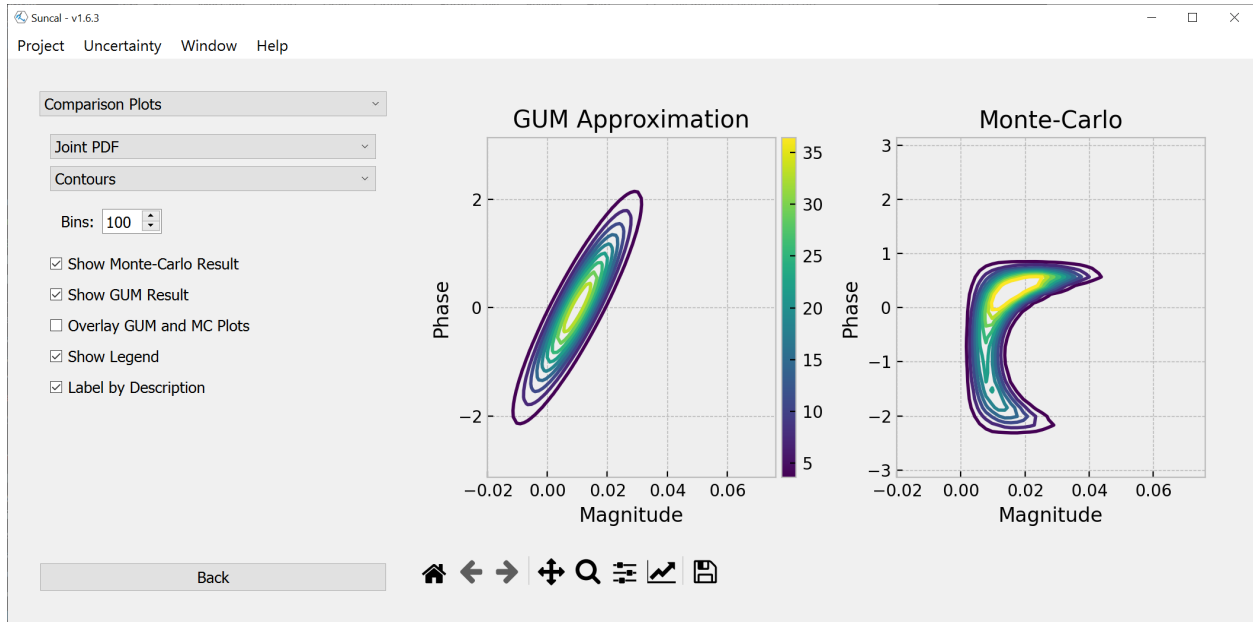 Suncal - v1.6.3
Project Uncertainty Window Help
Comparison Plots
Joint PDF
Contours
Bins: 100
Show Monte-Carlo Result
Show GUM Result
Overlay GUM and MC Plots
Show Legend
Label by Description
Back
GUM Approximation
Phase
2
0
−2
−0.02 0.00 0.02 0.04 0.06
Magnitude
35
30
25
20
15
10
5
Monte-Carlo
Phase
3
2
1
0
−1
−2
−3
−0.02 0.00 0.02 0.04 0.06
Magnitude